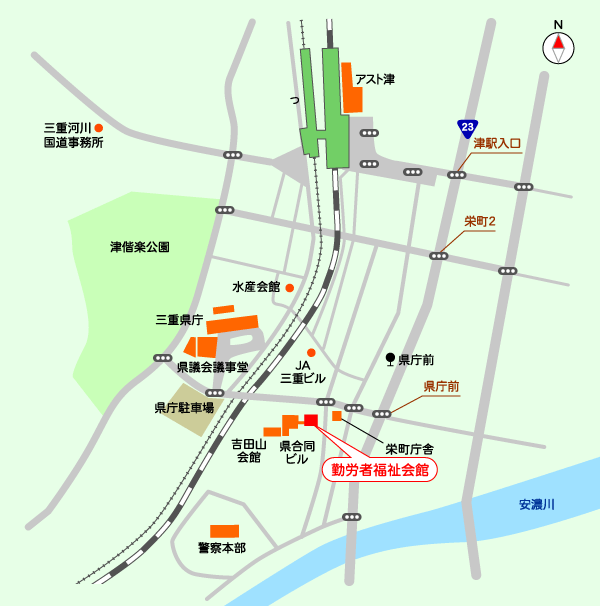 N
アスト津
つ
23
三重河川
国道事務所
津駅入口
栄町2
津偕楽公園
水産会館
三重県庁
県議会議事堂
JA
三重ビル
県庁前
県庁前
県庁駐車場
吉田山
会館
県合同
ビル
栄町庁舎
勤労者福祉会館
安濃川
警察本部